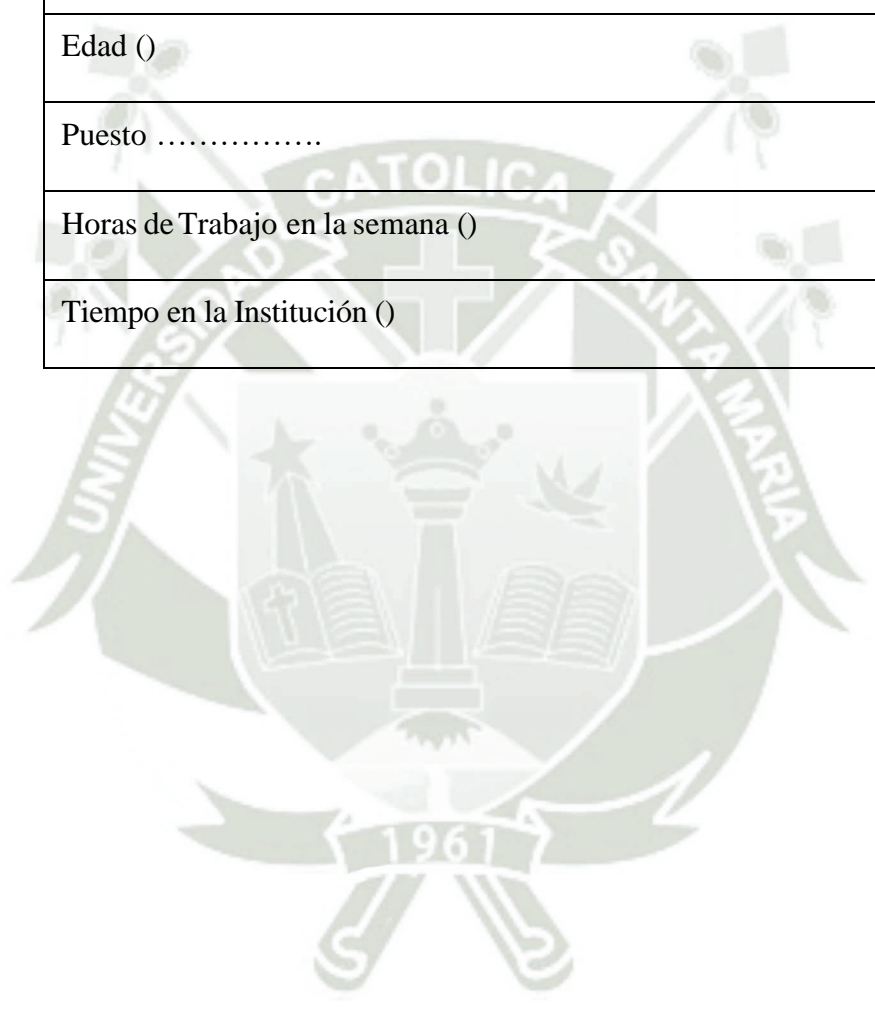 Edad ()
Puesto …………….
Horas de Trabajo en la semana ()
Tiempo en la Institución ()
UNIVERSIDAD CATOLICA SANTA MARIA
1961